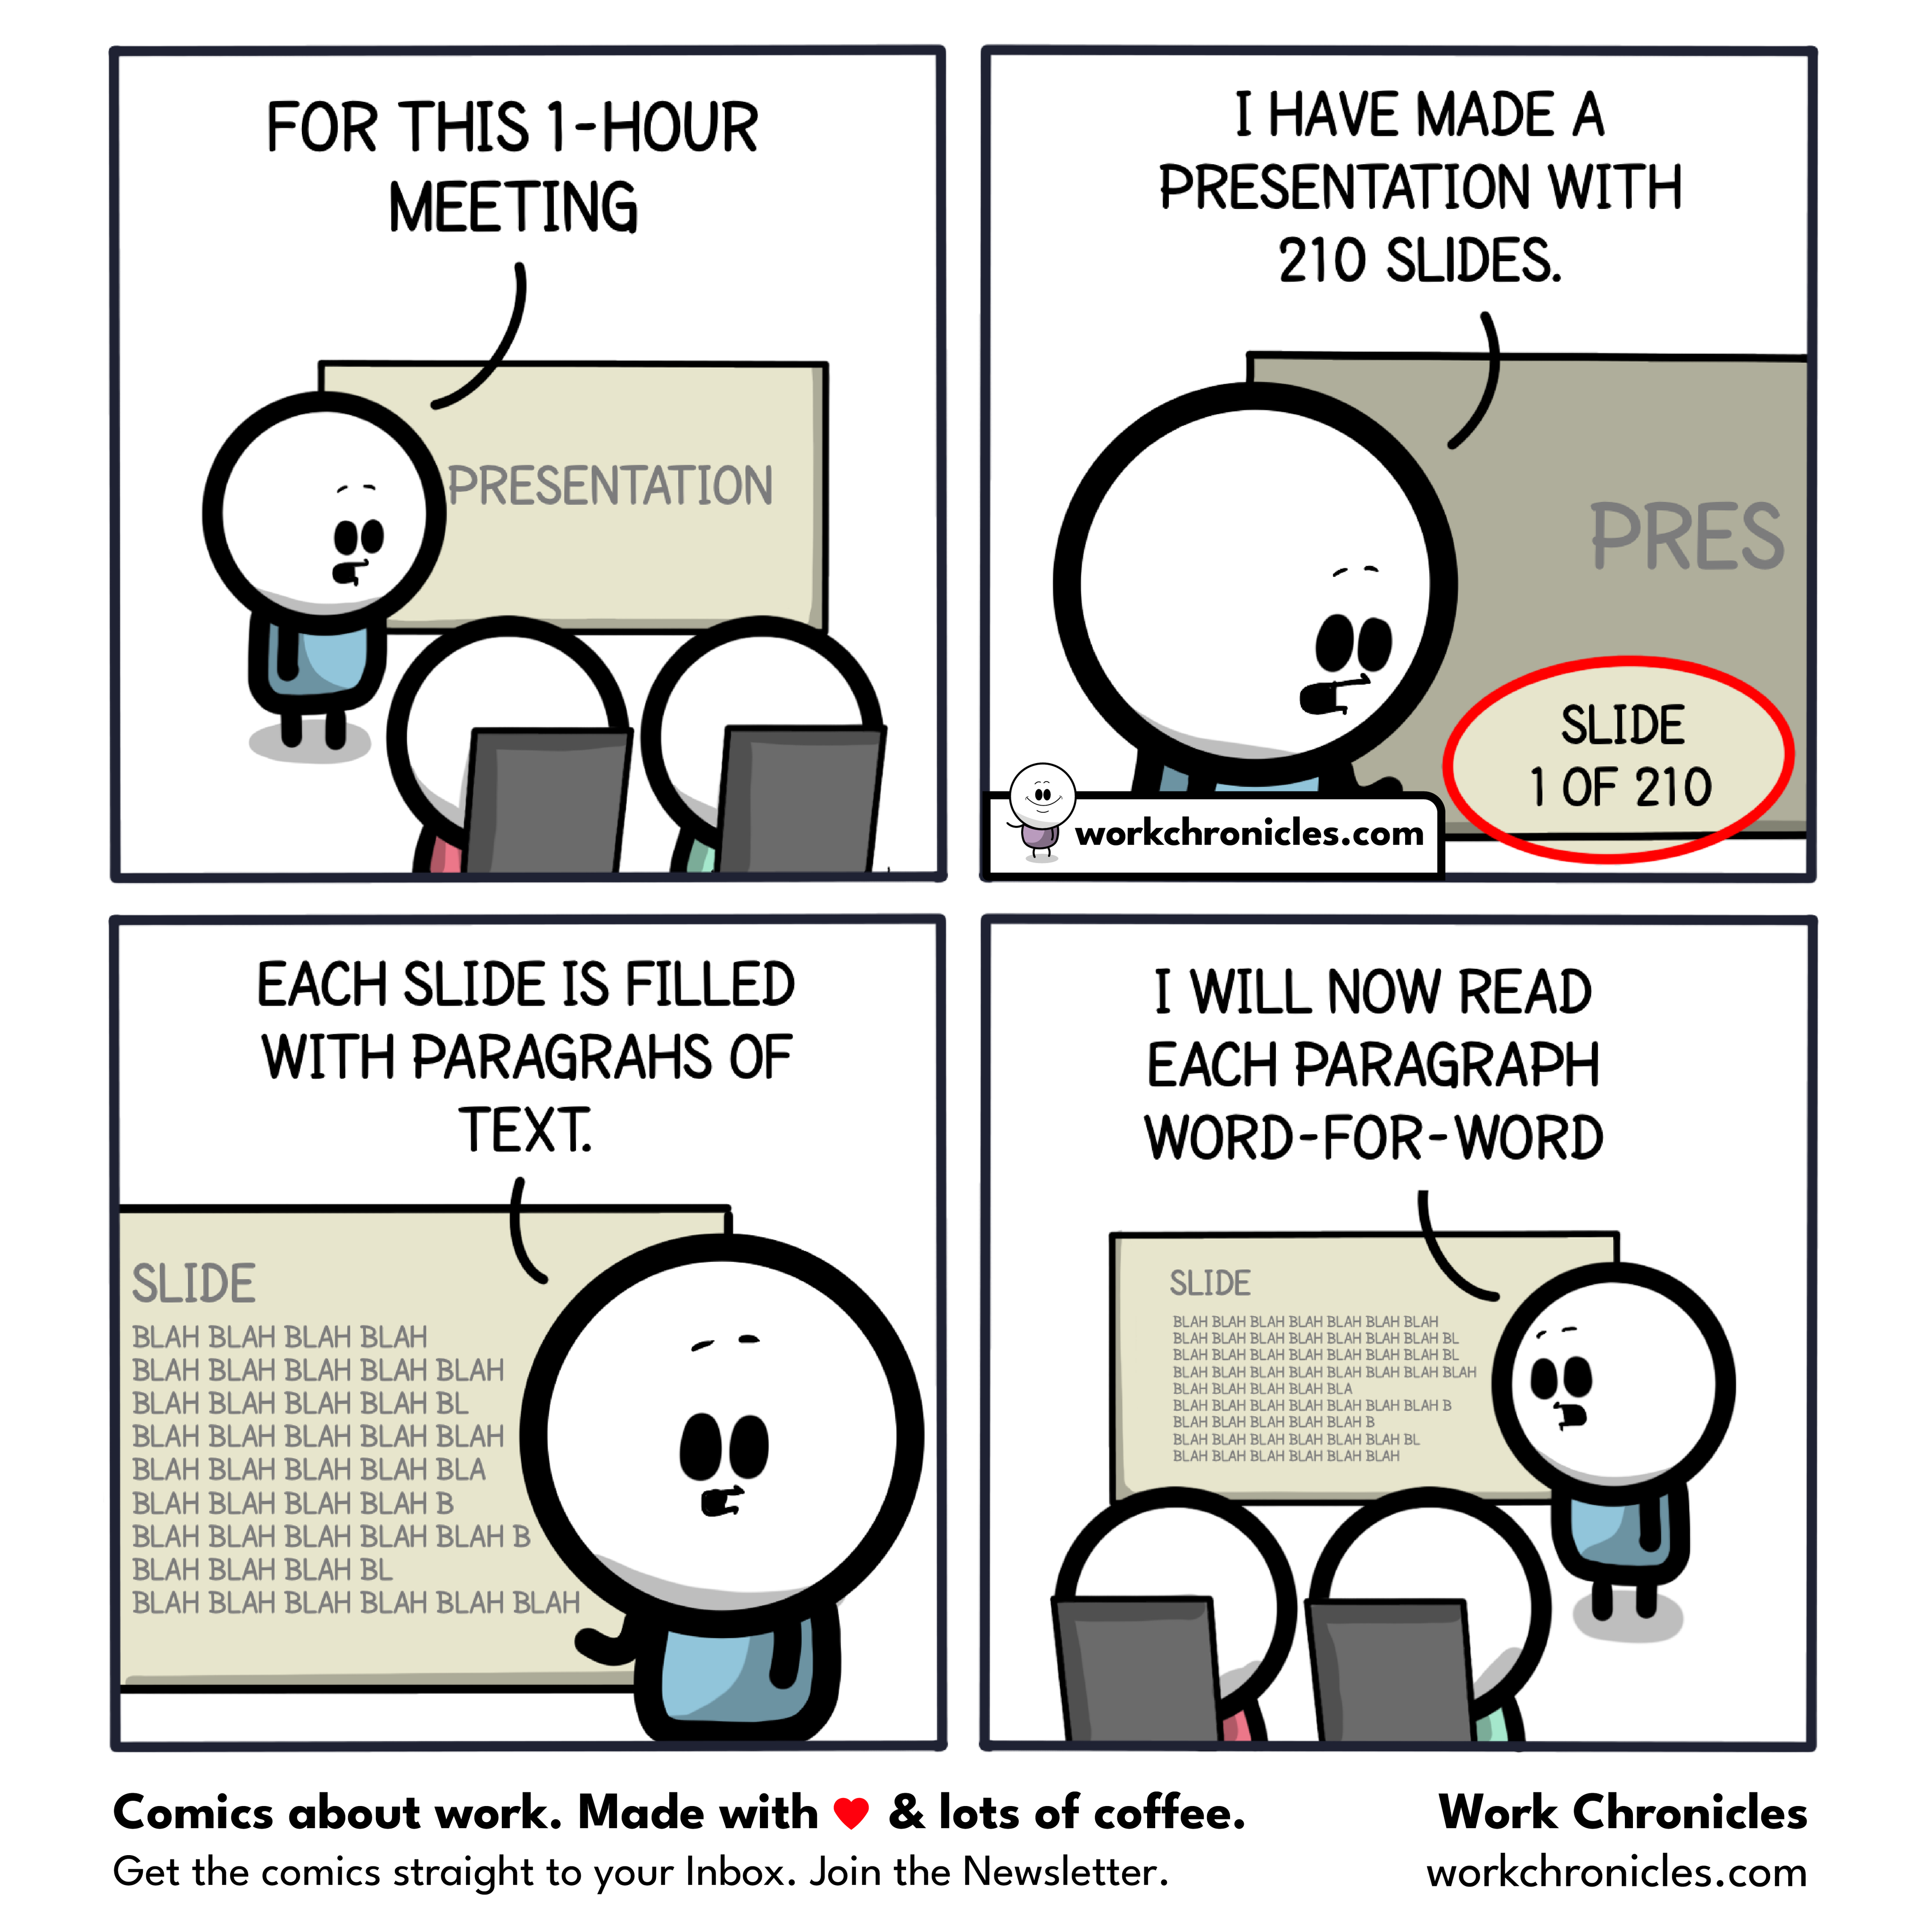 FOR THIS 1-HOUR
MEETING
PRESENTATION
I HAVE MADE A
PRESENTATION WITH
210 SLIDES.
PRES
SLIDE
1 OF 210
workchronicles.com
EACH SLIDE IS FILLED
WITH PARAGRAHS OF
TEXT.
SLIDE
BLAH BLAH BLAH BLAH
BLAH BLAH BLAH BLAH BLAH
BLAH BLAH BLAH BLAH BL
BLAH BLAH BLAH BLAH BLAH
BLAH BLAH BLAH BLAH BLA
BLAH BLAH BLAH BLAH B
BLAH BLAH BLAH BLAH BLAH B
BLAH BLAH BLAH BL
BLAH BLAH BLAH BLAH BLAH BLAH
I WILL NOW READ
EACH PARAGRAPH
WORD-FOR-WORD
SLIDE
BLAH BLAH BLAH BLAH BLAH BLAH BLAH
BLAH BLAH BLAH BLAH BLAH BLAH BLAH BL
BLAH BLAH BLAH BLAH BLAH BLAH BLAH BL
BLAH BLAH BLAH BLAH BLAH BLAH BLAH BLAH
BLAH BLAH BLAH BLAH BLA
BLAH BLAH BLAH BLAH BLAH BLAH BLAH B
BLAH BLAH BLAH BLAH BLAH B
BLAH BLAH BLAH BLAH BLAH BLAH BL
BLAH BLAH BLAH BLAH BLAH BLAH
Comics about work. Made with ❤ & lots of coffee.
Get the comics straight to your Inbox. Join the Newsletter.
Work Chronicles
workchronicles.com